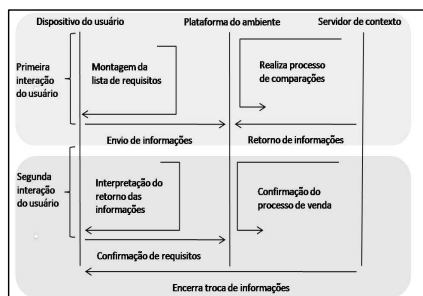 Dispositivo do usuário
Plataforma do ambiente
Servidor de contexto
Primeira
interação
do usuário
Montagem da
lista de requisitos
Realiza processo
de comparações
Envio de informações
Retorno de informações
Segunda
interação
do usuário
Interpretação do
retorno das
informações
Confirmação do
processo de venda
Confirmação de requisitos
Encerra troca de informações